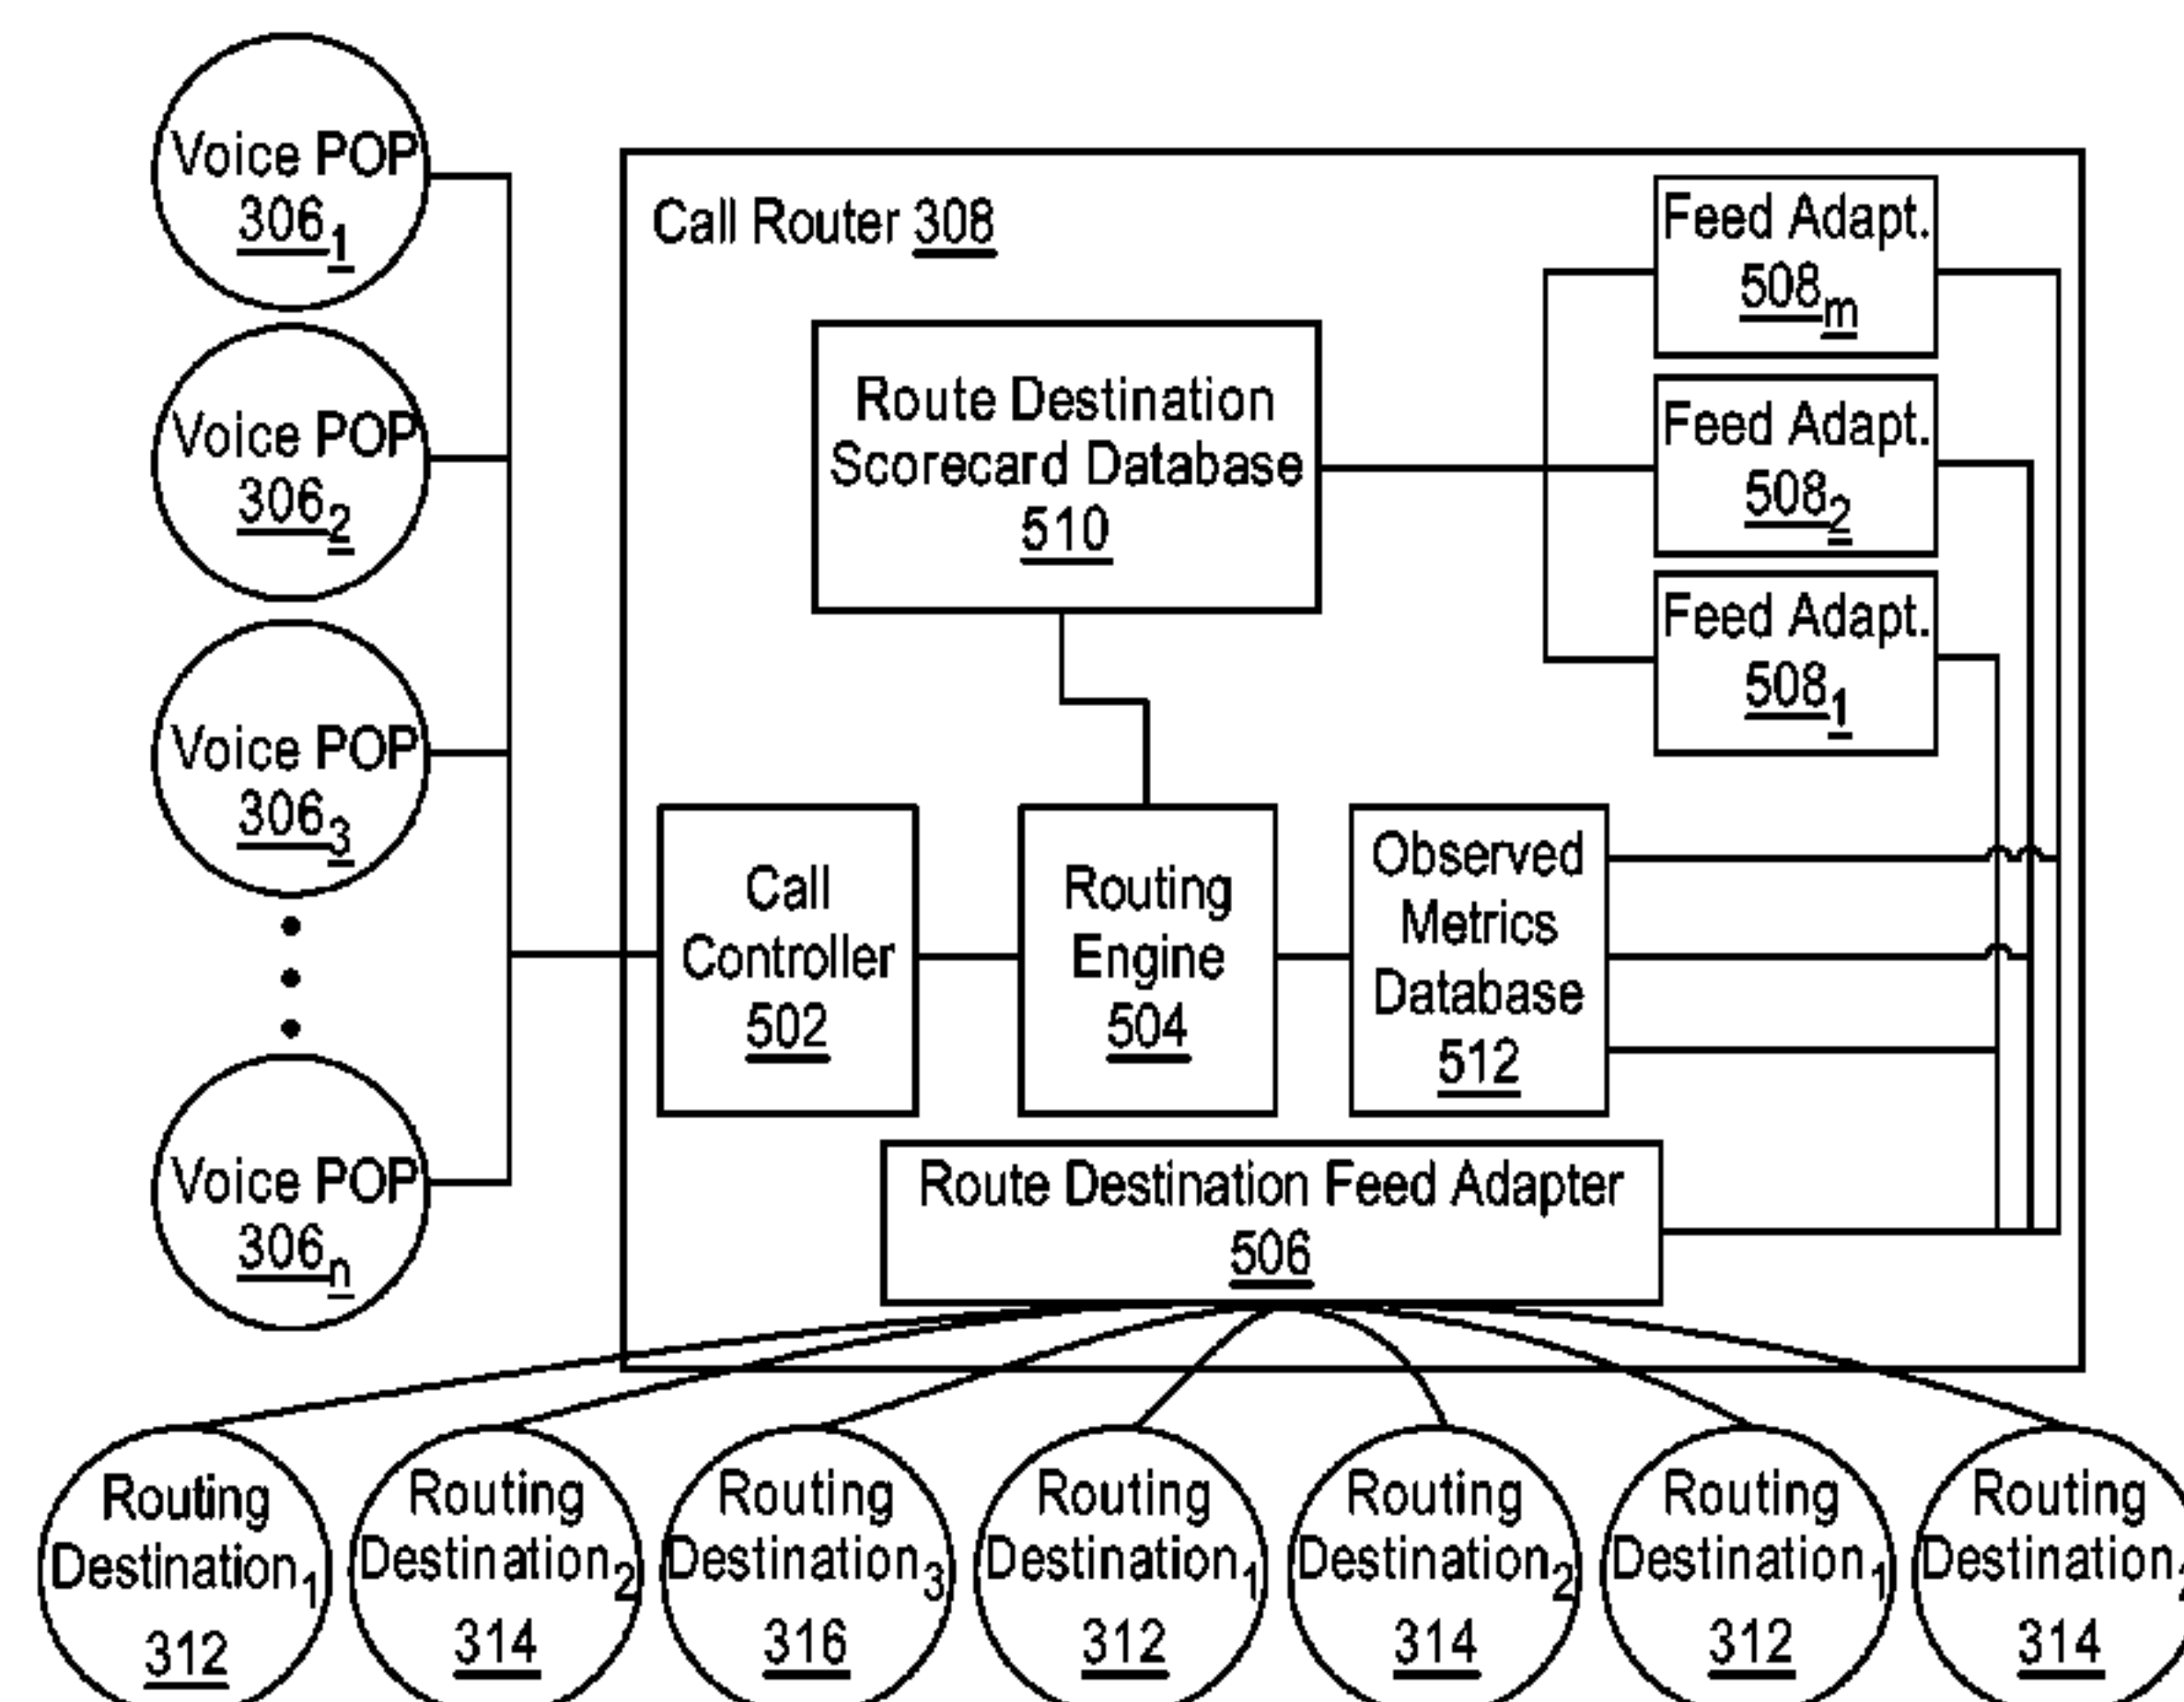 Voice POP
306₁
Voice POP
306₂
Voice POP
306₃
Voice POP
306ₙ
Call Router 308
Route Destination
Scorecard Database
510
Feed Adapt.
508ₘ
Feed Adapt.
508₂
Feed Adapt.
508₁
Call
Controller
502
Routing
Engine
504
Observed
Metrics
Database
512
Route Destination Feed Adapter
506
Routing
Destination₁
312
Routing
Destination₂
314
Routing
Destination₃
316
Routing
Destination₁
312
Routing
Destination₂
314
Routing
Destination₁
312
Routing
Destination
314